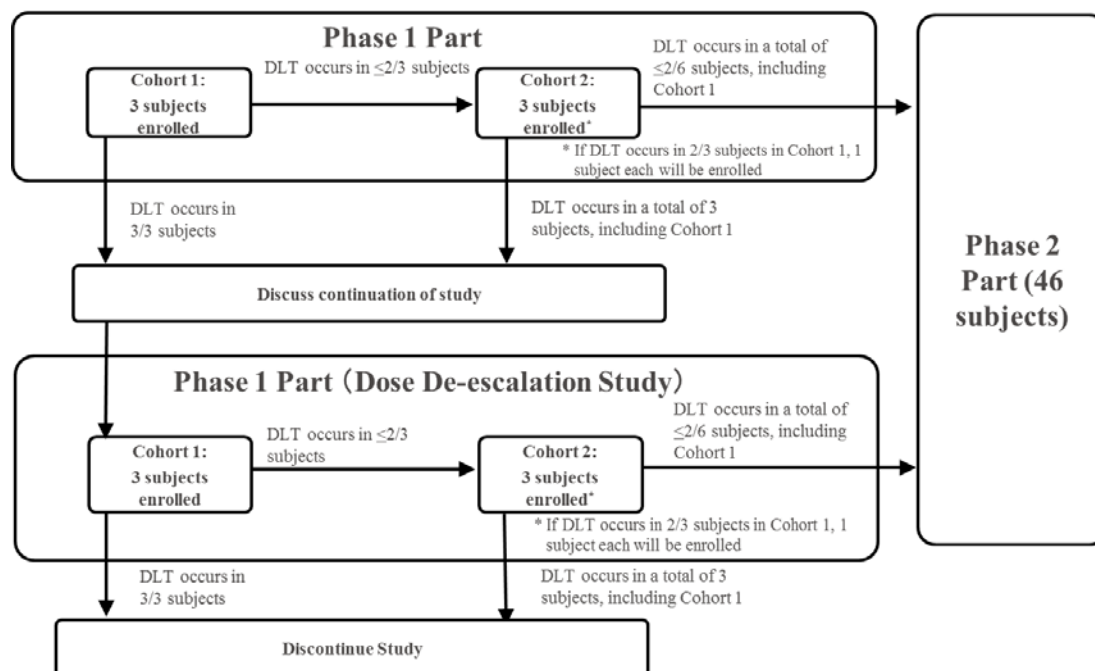 Phase 1 Part
Cohort 1:
3 subjects
enrolled
DLT occurs in ≤2/3 subjects
Cohort 2:
3 subjects
enrolled*
DLT occurs in a total of
≤2/6 subjects, including
Cohort 1
* If DLT occurs in 2/3 subjects in Cohort 1, 1
subject each will be enrolled
DLT occurs in
3/3 subjects
DLT occurs in a total of 3
subjects, including Cohort 1
Discuss continuation of study
Phase 1 Part（Dose De-escalation Study）
Cohort 1:
3 subjects
enrolled
DLT occurs in ≤2/3
subjects
Cohort 2:
3 subjects
enrolled*
DLT occurs in a total of
≤2/6 subjects, including
Cohort 1
* If DLT occurs in 2/3 subjects in Cohort 1, 1
subject each will be enrolled
DLT occurs in
3/3 subjects
DLT occurs in a total of 3
subjects, including Cohort 1
Discontinue Study
Phase 2
Part (46
subjects)